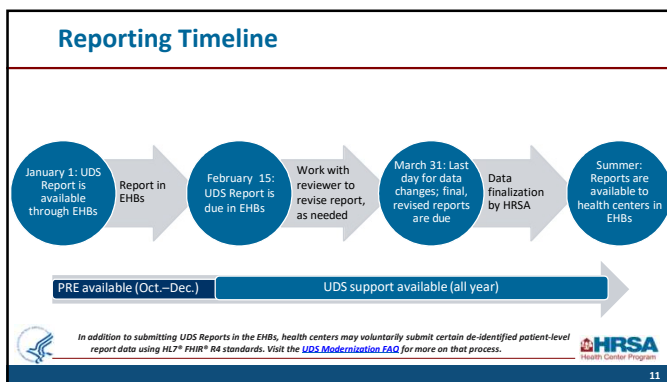 Reporting Timeline
January 1: UDS
Report is
available
through EHBs
Report in
EHBs
February 15:
UDS Report is
due in EHBs
Work with
reviewer to
revise report,
as needed
March 31: Last
day for data
changes; final,
revised reports
are due
Data
finalization
by HRSA
Summer:
Reports are
available to
health centers in
EHBs
PRE available (Oct.–Dec.)
UDS support available (all year)
In addition to submitting UDS Reports in the EHBs, health centers may voluntarily submit certain de-identified patient-level
report data using HL7® FHIR® R4 standards. Visit the UDS Modernization FAQ for more on that process.
HRSA
Health Center Program
11